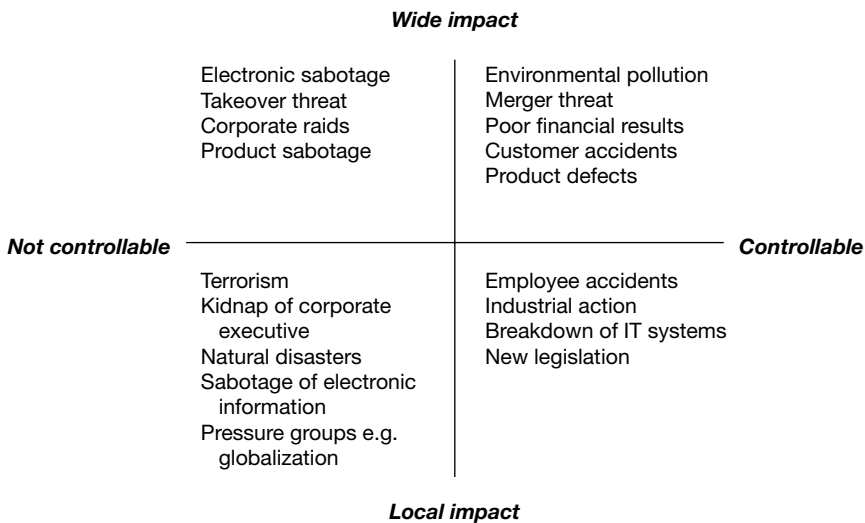 Wide impact
Electronic sabotage
Takeover threat
Corporate raids
Product sabotage
Environmental pollution
Merger threat
Poor financial results
Customer accidents
Product defects
Not controllable
Controllable
Terrorism
Kidnap of corporate
executive
Natural disasters
Sabotage of electronic
information
Pressure groups e.g.
globalization
Employee accidents
Industrial action
Breakdown of IT systems
New legislation
Local impact